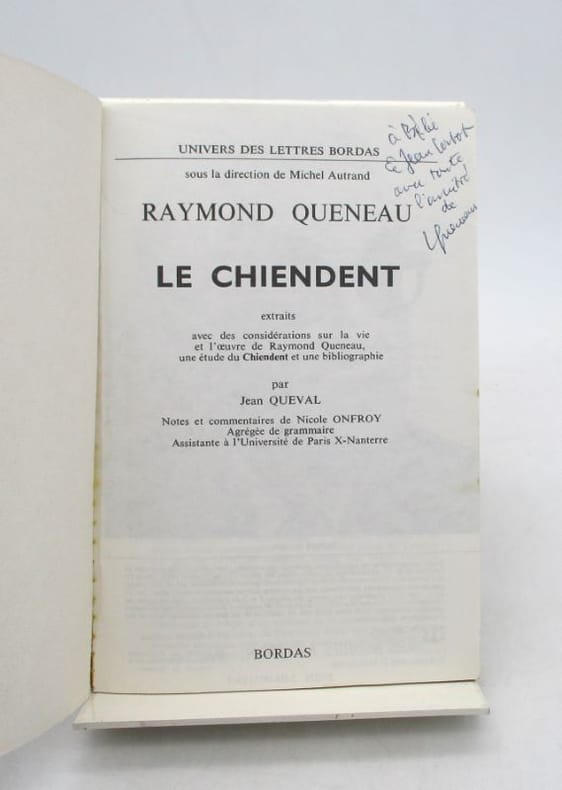 à Bébé
& Jean
avec toute
l'amitié
de
Queneau
UNIVERS DES LETTRES BORDAS
sous la direction de Michel Autrand
RAYMOND QUENEAU
LE CHIENDENT
extraits
avec des considérations sur la vie
et l'œuvre de Raymond Queneau,
une étude du Chiendent et une bibliographie
par
Jean QUEVAL
Notes et commentaires de Nicole ONFROY
Agrégée de grammaire
Assistante à l'Université de Paris X-Nanterre
BORDAS